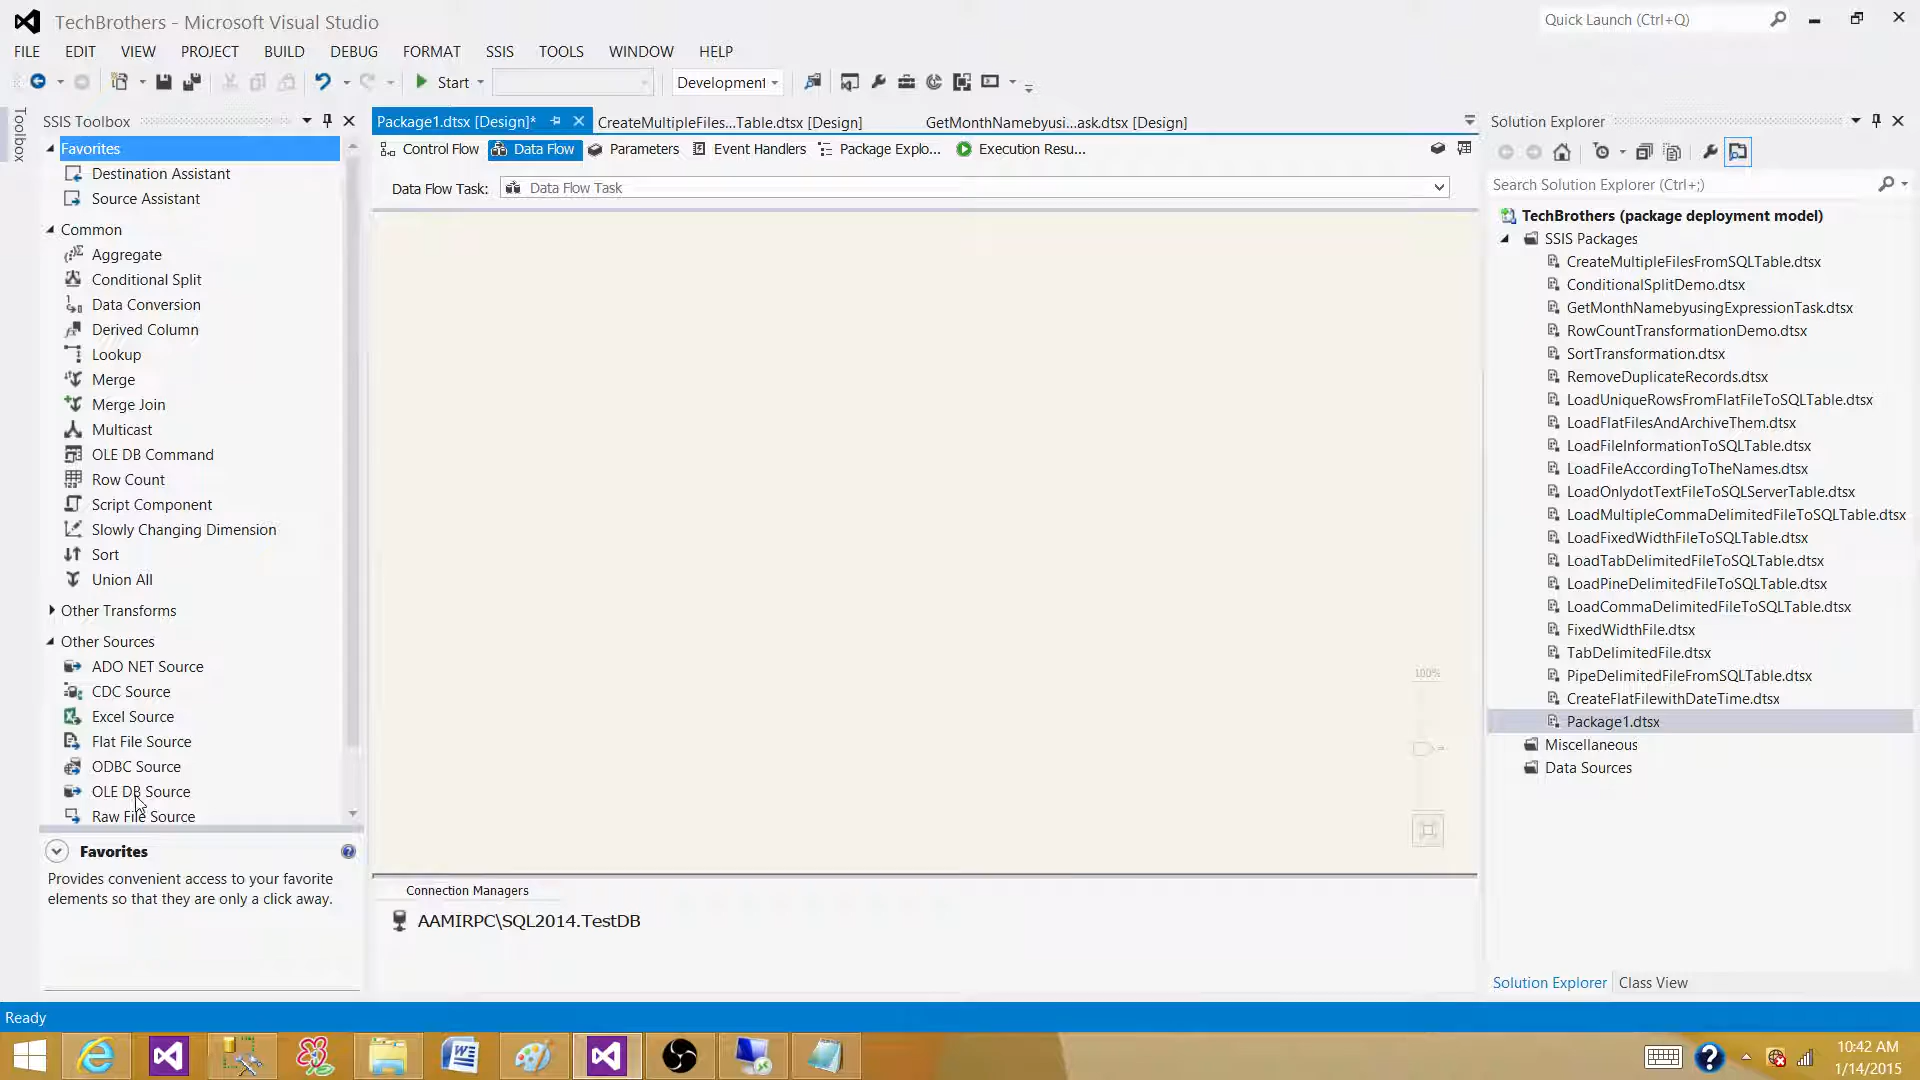 TechBrothers - Microsoft Visual Studio
Quick Launch (Ctrl+Q)
FILE EDIT VIEW PROJECT BUILD DEBUG FORMAT SSIS TOOLS WINDOW HELP
Start Development
Toolbox
SSIS Toolbox
Favorites
Destination Assistant
Source Assistant
Common
Aggregate
Conditional Split
Data Conversion
Derived Column
Lookup
Merge
Merge Join
Multicast
OLE DB Command
Row Count
Script Component
Slowly Changing Dimension
Sort
Union All
Other Transforms
Other Sources
ADO NET Source
CDC Source
Excel Source
Flat File Source
ODBC Source
OLE DB Source
Raw File Source
Favorites
Provides convenient access to your favorite
elements so that they are only a click away.
Package1.dtsx [Design]* CreateMultipleFiles...Table.dtsx [Design] GetMonthNamebyusi...ask.dtsx [Design]
Control Flow Data Flow Parameters Event Handlers Package Explo... Execution Resu...
Data Flow Task: Data Flow Task
100%
Connection Managers
AAMIRPC\SQL2014.TestDB
Solution Explorer
Search Solution Explorer (Ctrl+;)
TechBrothers (package deployment model)
SSIS Packages
CreateMultipleFilesFromSQLTable.dtsx
ConditionalSplitDemo.dtsx
GetMonthNamebyusingExpressionTask.dtsx
RowCountTransformationDemo.dtsx
SortTransformation.dtsx
RemoveDuplicateRecords.dtsx
LoadUniqueRowsFromFlatFileToSQLTable.dtsx
LoadFlatFilesAndArchiveThem.dtsx
LoadFileInformationToSQLTable.dtsx
LoadFileAccordingToTheNames.dtsx
LoadOnlydotTextFileToSQLServerTable.dtsx
LoadMultipleCommaDelimitedFileToSQLTable.dtsx
LoadFixedWidthFileToSQLTable.dtsx
LoadTabDelimitedFileToSQLTable.dtsx
LoadPineDelimitedFileToSQLTable.dtsx
LoadCommaDelimitedFileToSQLTable.dtsx
FixedWidthFile.dtsx
TabDelimitedFile.dtsx
PipeDelimitedFileFromSQLTable.dtsx
CreateFlatFilewithDateTime.dtsx
Package1.dtsx
Miscellaneous
Data Sources
Solution Explorer Class View
Ready
10:42 AM
1/14/2015